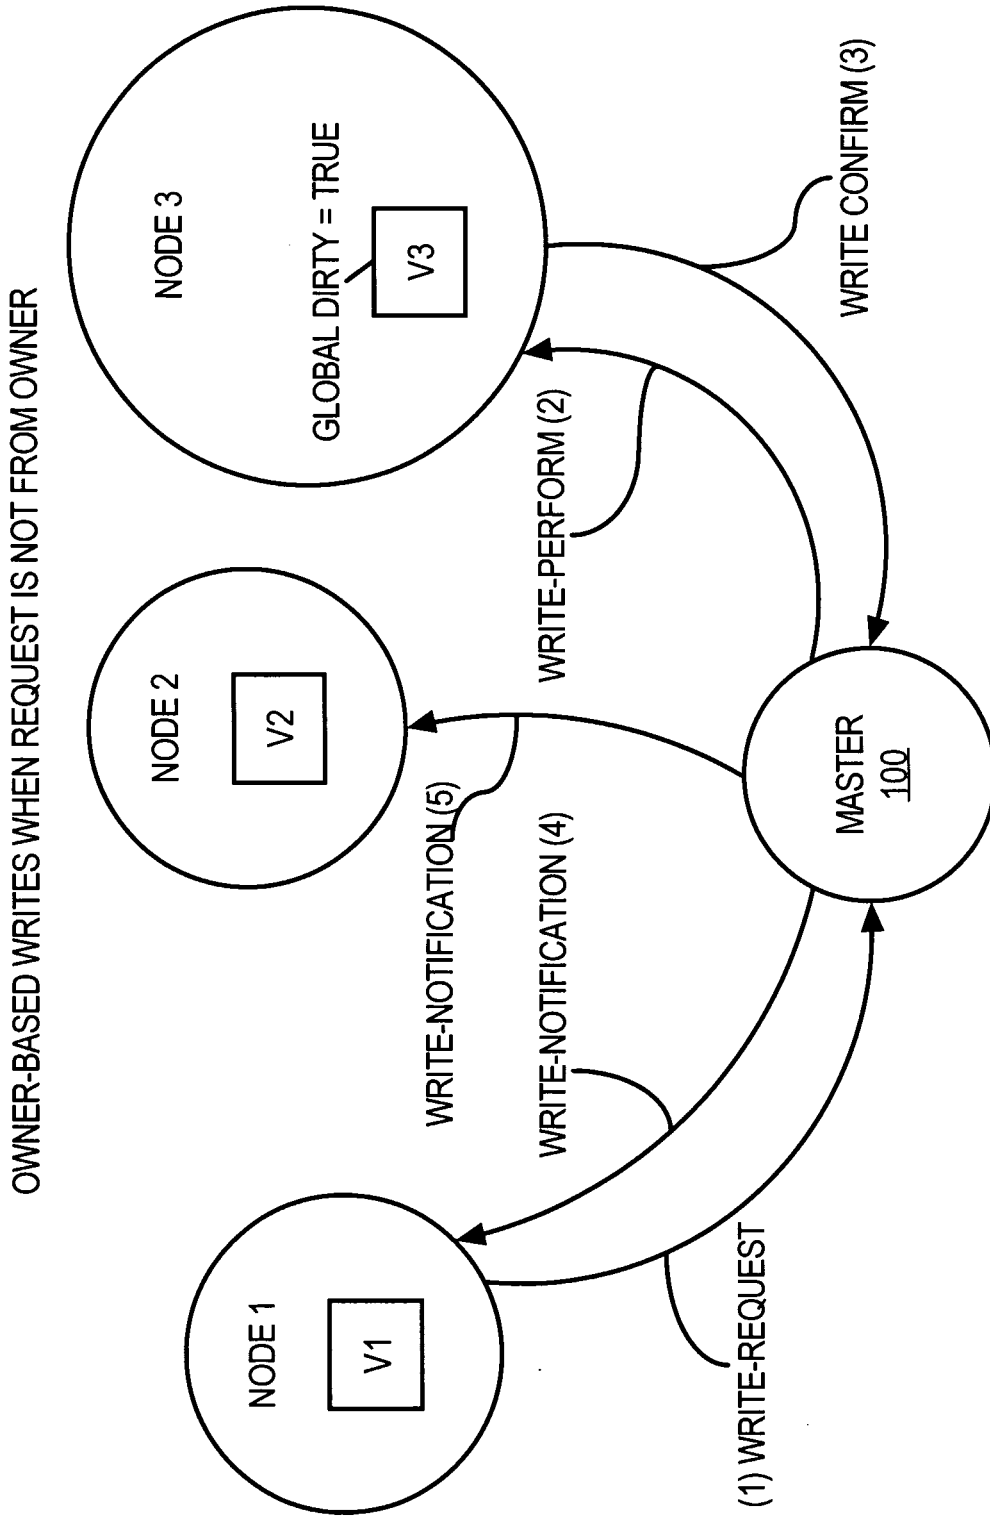 OWNER-BASED WRITES WHEN REQUEST IS NOT FROM OWNER
NODE 1
V1
NODE 2
V2
NODE 3
GLOBAL DIRTY = TRUE
V3
WRITE-NOTIFICATION (5)
WRITE-NOTIFICATION (4)
WRITE-PERFORM (2)
(1) WRITE-REQUEST
WRITE CONFIRM (3)
MASTER
100